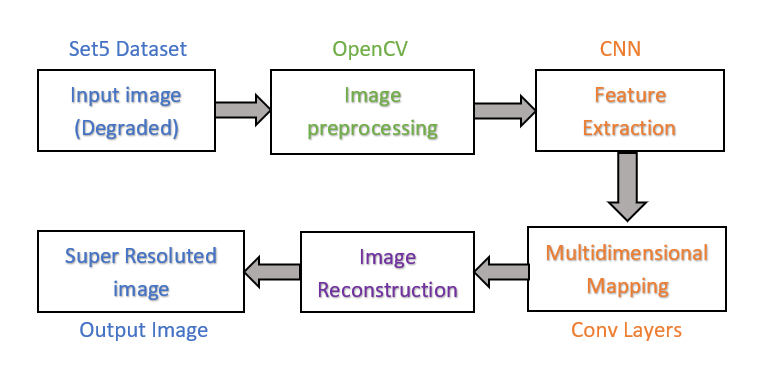 Set5 Dataset
OpenCV
CNN
Input image
(Degraded)
Image
preprocessing
Feature
Extraction
Super Resoluted
image
Image
Reconstruction
Multidimensional
Mapping
Output Image
Conv Layers